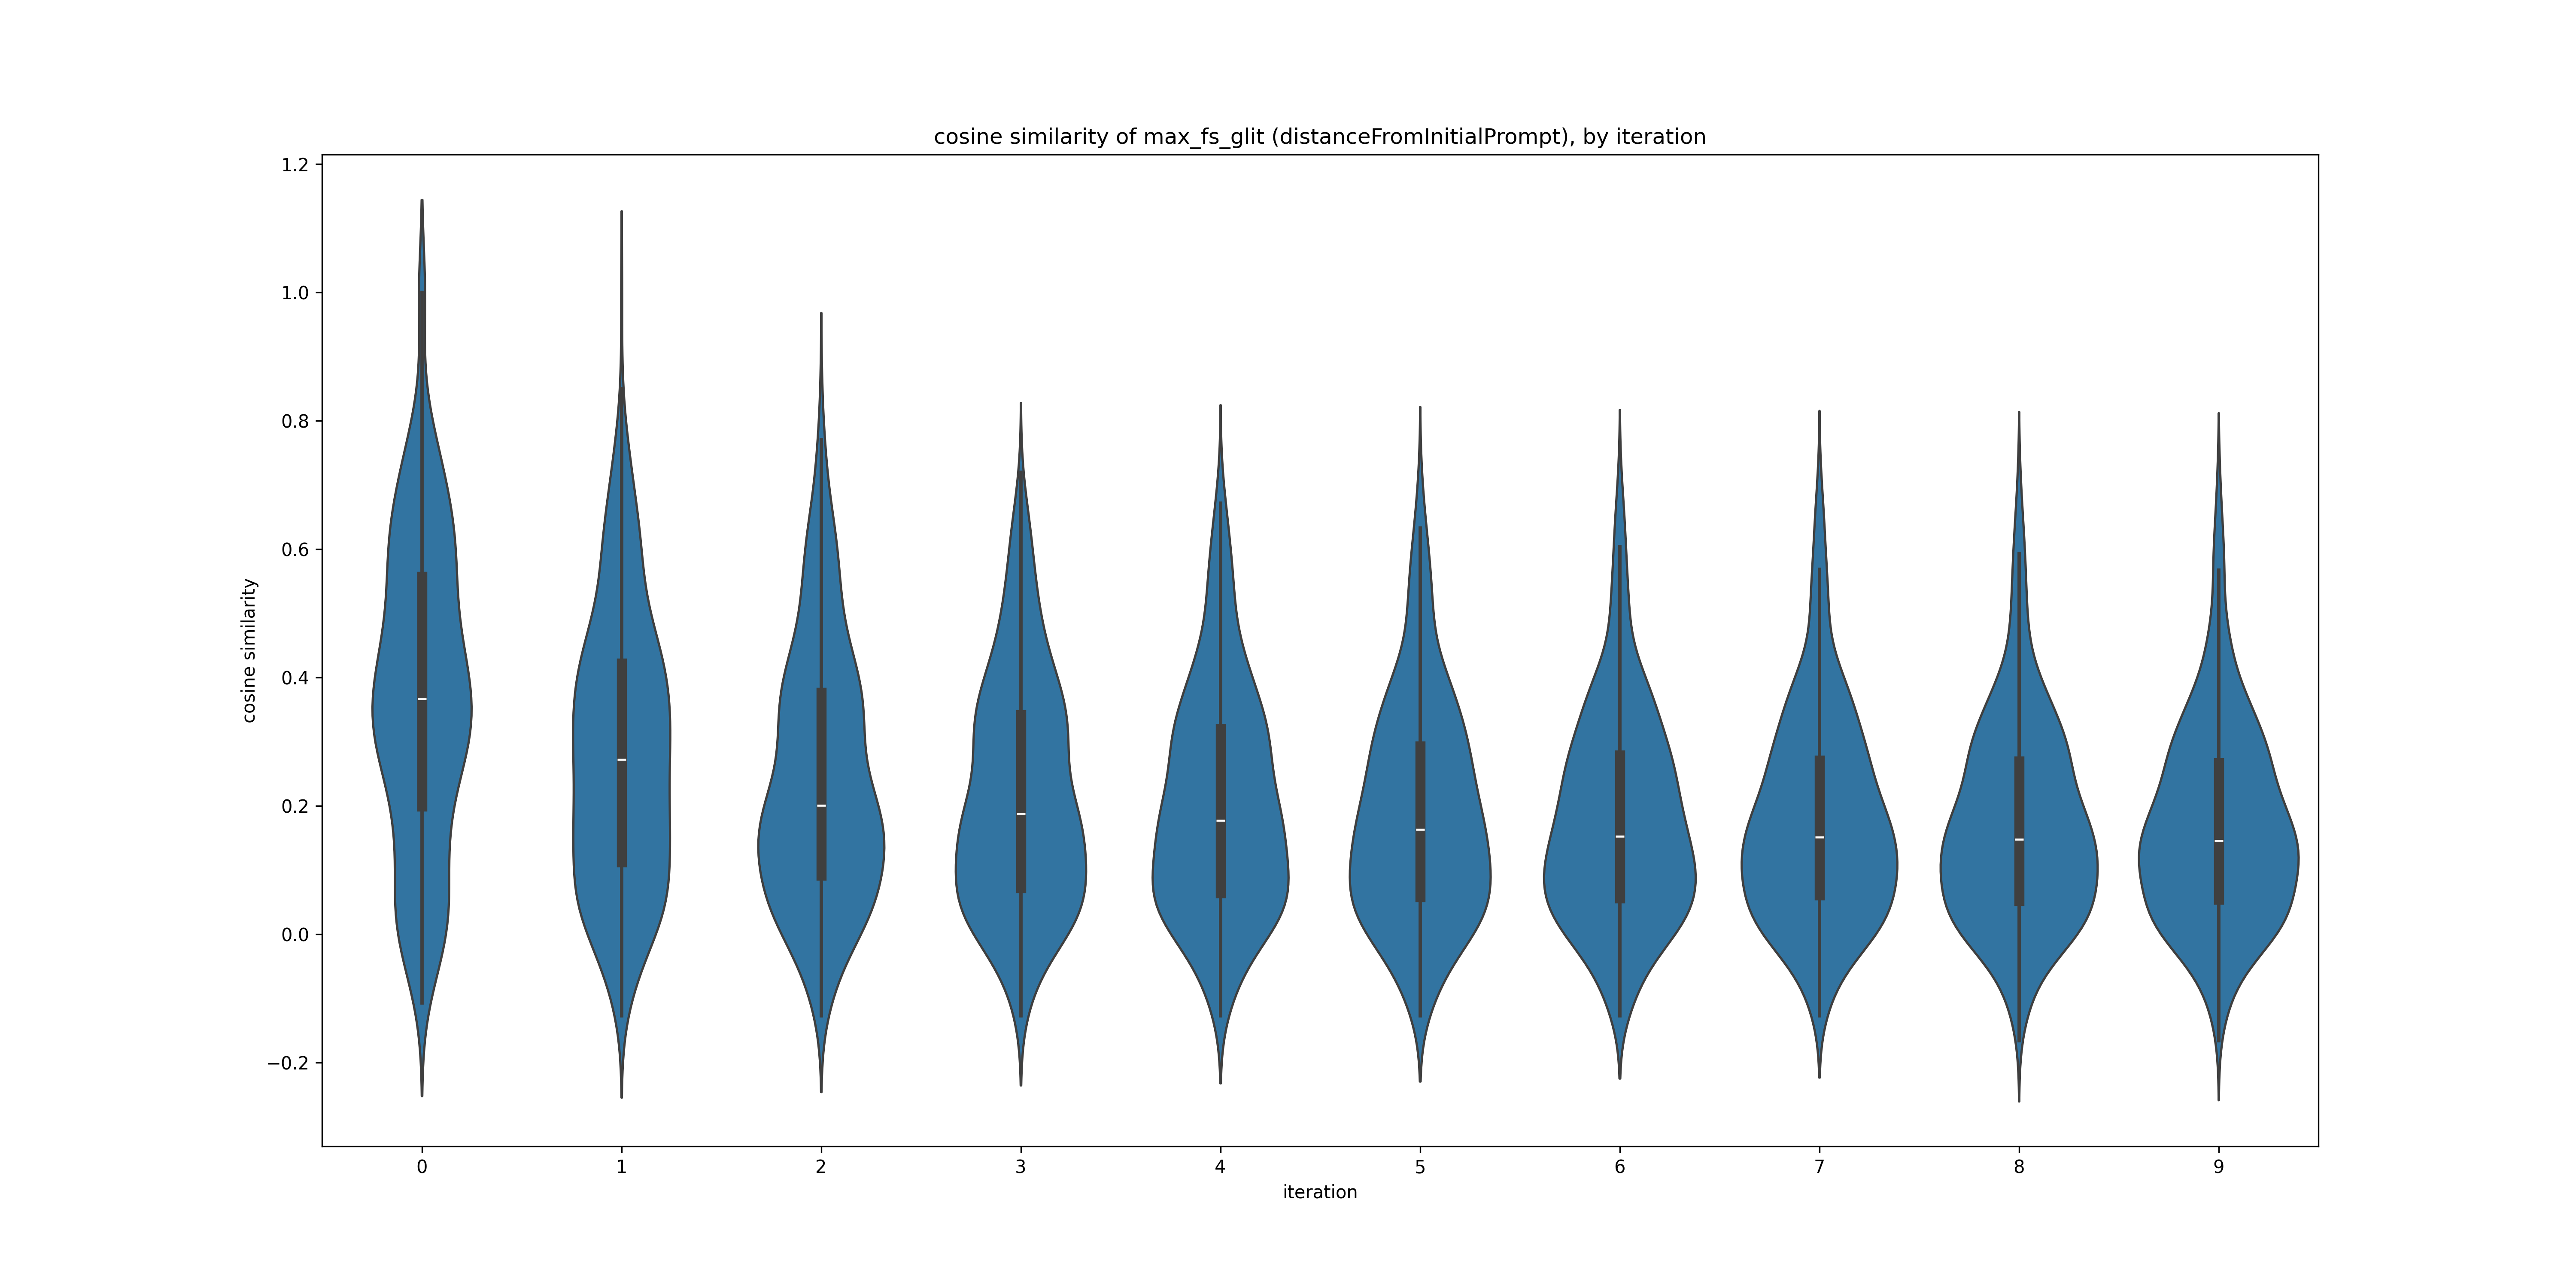 cosine similarity of max_fs_glit (distanceFromInitialPrompt), by iteration
1.2
1.0
0.8
0.6
0.4
0.2
0.0
−0.2
cosine similarity
0 1 2 3 4 5 6 7 8 9
iteration